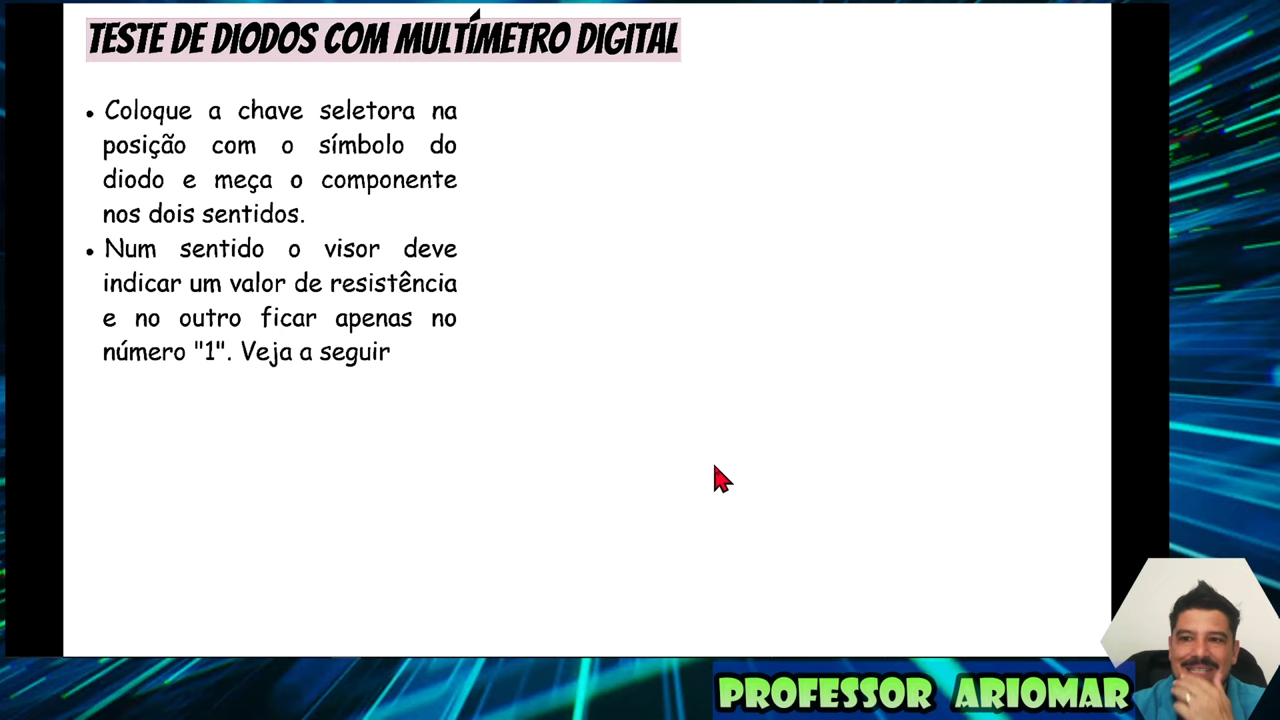 TESTE DE DIODOS COM MULTÍMETRO DIGITAL
• Coloque a chave seletora na
posição com o símbolo do
diodo e meça o componente
nos dois sentidos.
• Num sentido o visor deve
indicar um valor de resistência
e no outro ficar apenas no
número "1". Veja a seguir
PROFESSOR ARIOMAR